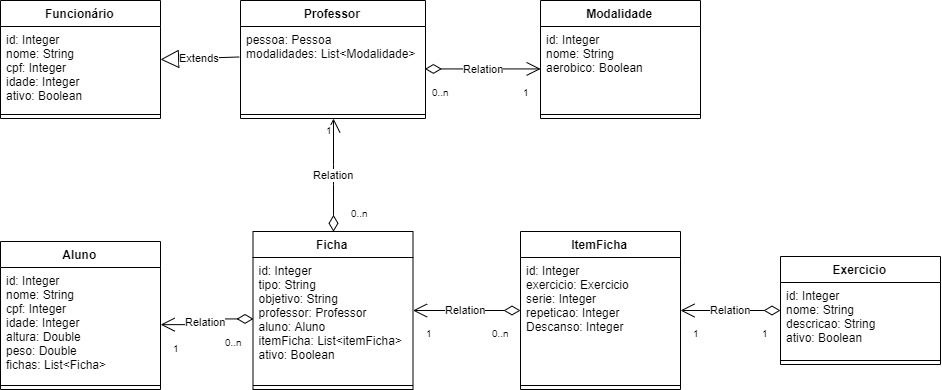 Funcionário
id: Integer
nome: String
cpf: Integer
idade: Integer
ativo: Boolean
Extends
Professor
pessoa: Pessoa
modalidades: List<Modalidade>
Relation
0..n
1
Modalidade
id: Integer
nome: String
aerobico: Boolean
1
Relation
0..n
Aluno
id: Integer
nome: String
cpf: Integer
idade: Integer
altura: Double
peso: Double
fichas: List<Ficha>
Relation
1
0..n
Ficha
id: Integer
tipo: String
objetivo: String
professor: Professor
aluno: Aluno
itemFicha: List<itemFicha>
ativo: Boolean
Relation
1
0..n
ItemFicha
id: Integer
exercicio: Exercicio
serie: Integer
repeticao: Integer
Descanso: Integer
Relation
1
1
Exercicio
id: Integer
nome: String
descricao: String
ativo: Boolean